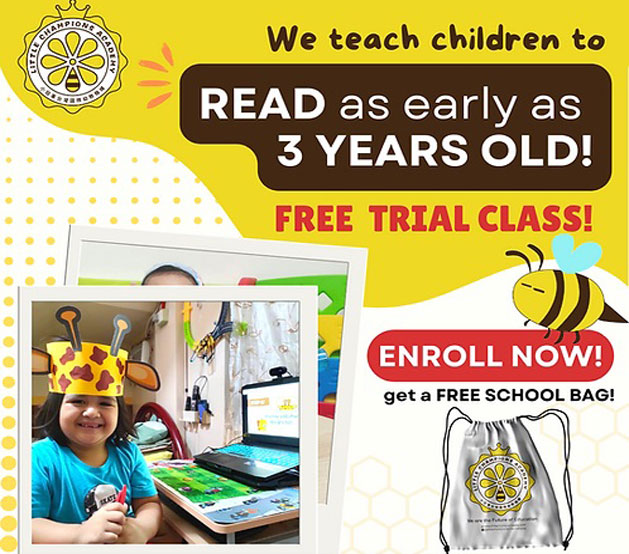 LITTLE CHAMPIONS ACADEMY
We teach children to
READ as early as
3 YEARS OLD!
FREE TRIAL CLASS!
ENROLL NOW!
get a FREE SCHOOL BAG!
LITTLE CHAMPIONS ACADEMY
We are the Future of Education